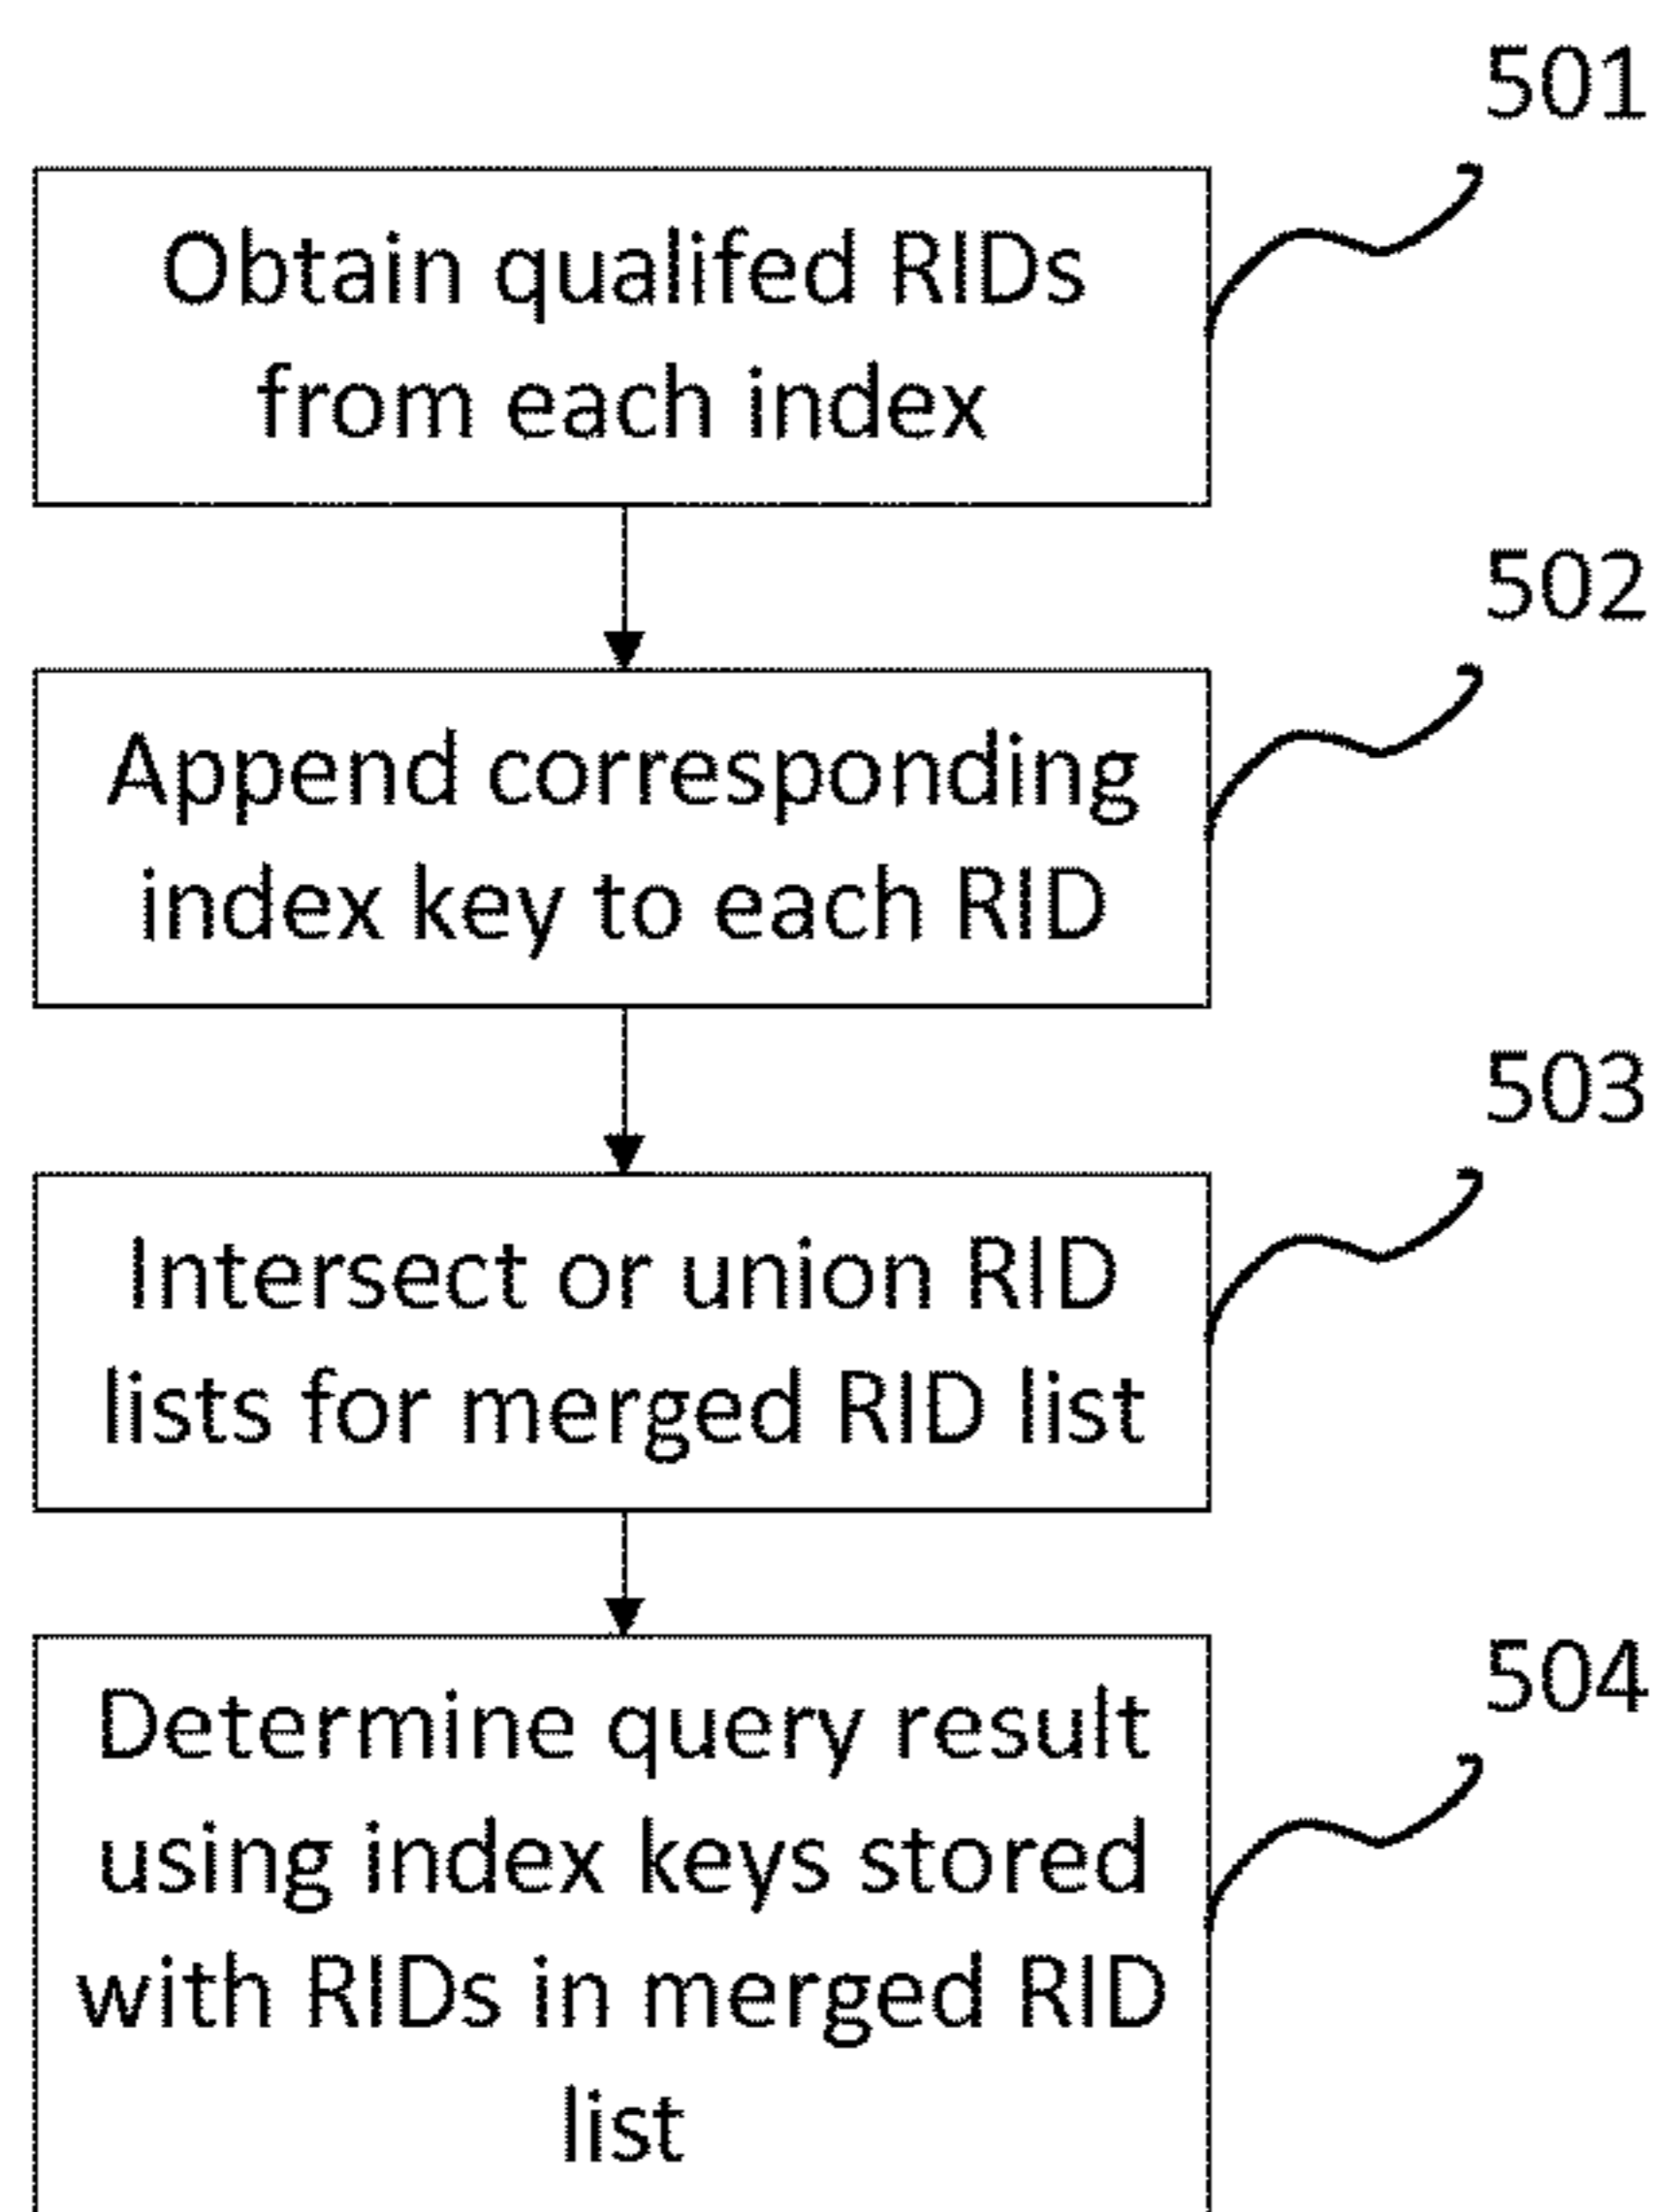 501
Obtain qualifed RIDs
from each index
502
Append corresponding
index key to each RID
503
Intersect or union RID
lists for merged RID list
504
Determine query result
using index keys stored
with RIDs in merged RID
list